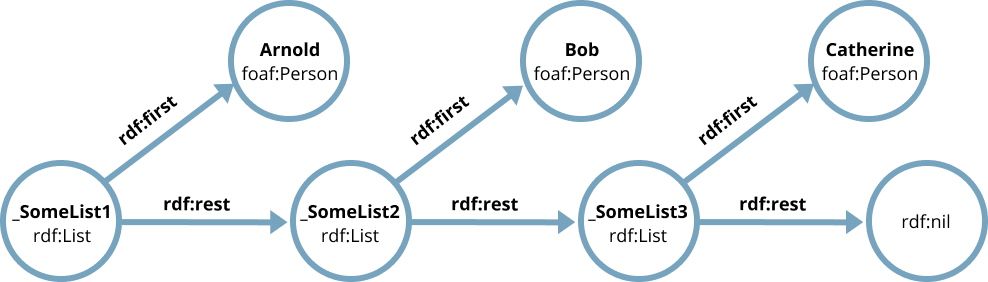 Arnold
foaf:Person
Bob
foaf:Person
Catherine
foaf:Person
rdf:first
rdf:first
rdf:first
_SomeList1
rdf:List
rdf:rest
_SomeList2
rdf:List
rdf:rest
_SomeList3
rdf:List
rdf:rest
rdf:nil